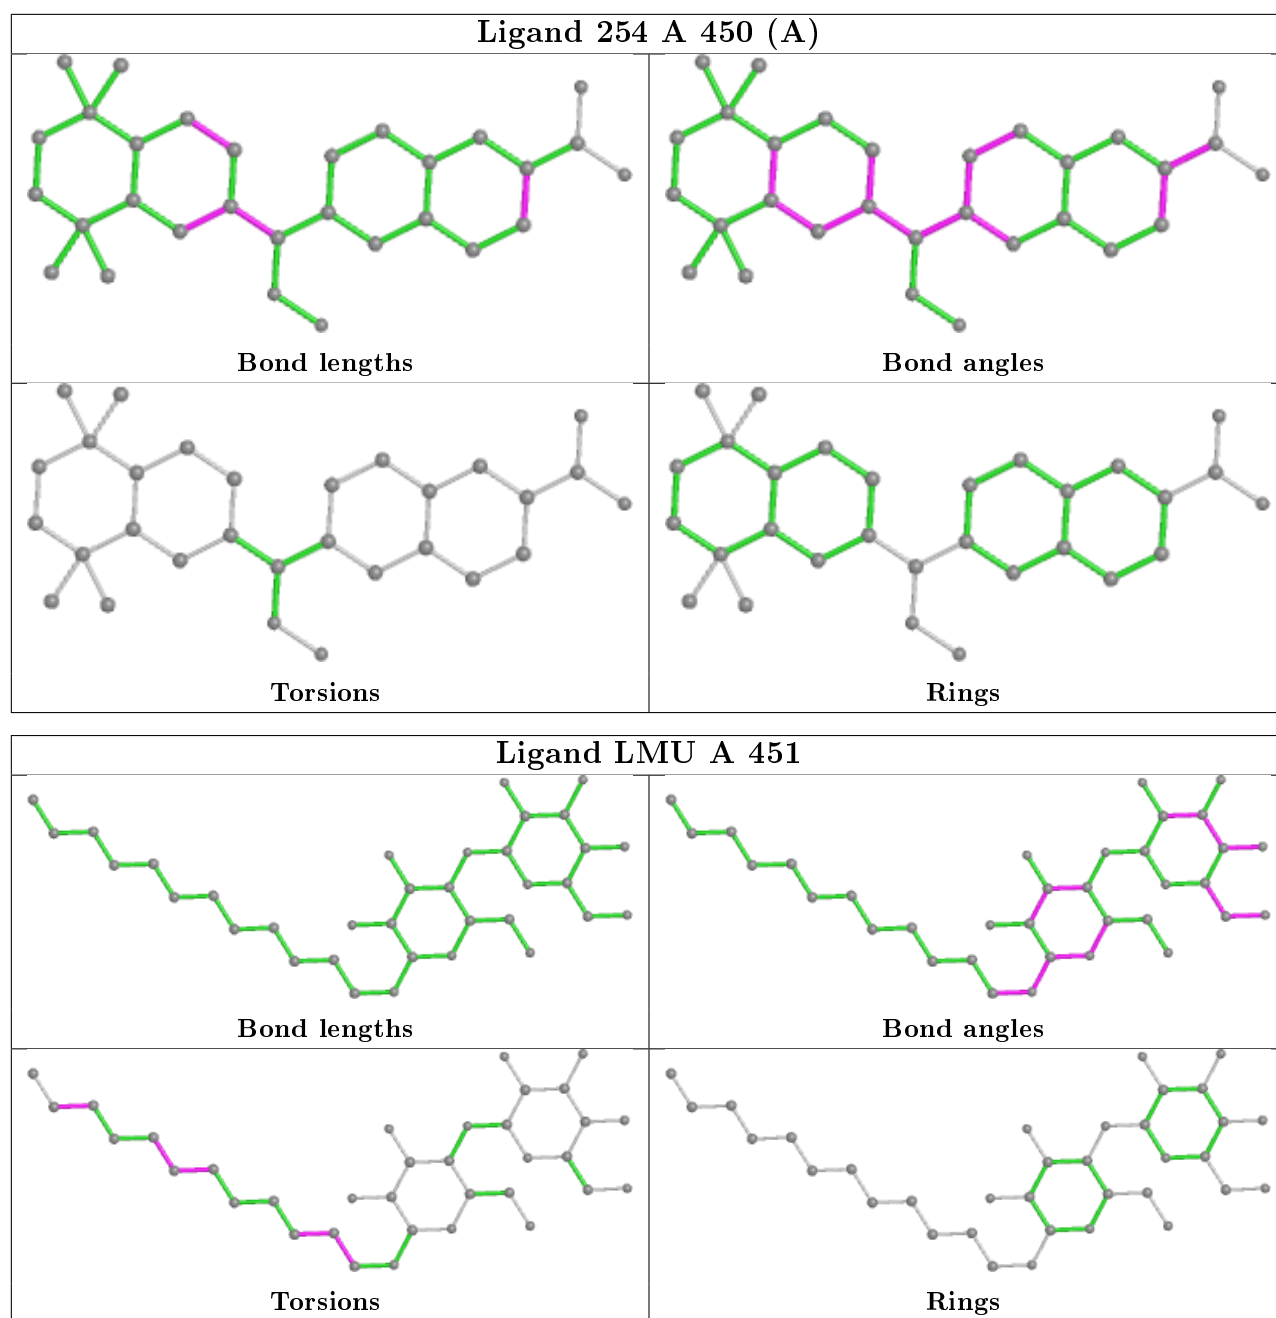 Ligand 254 A 450 (A)
Bond lengths
Bond angles
Torsions
Rings
Ligand LMU A 451
Bond lengths
Bond angles
Torsions
Rings